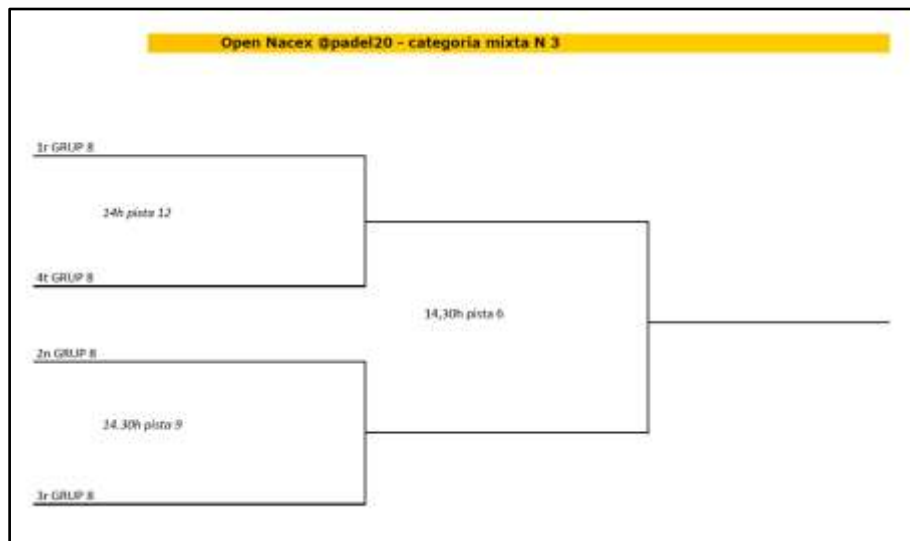 Open Nacex @padel20 - categoria mixta N 3
1r GRUP 8
14h pista 12
4t GRUP 8
14,30h pista 6
2n GRUP 8
14.30h pista 9
3r GRUP 8